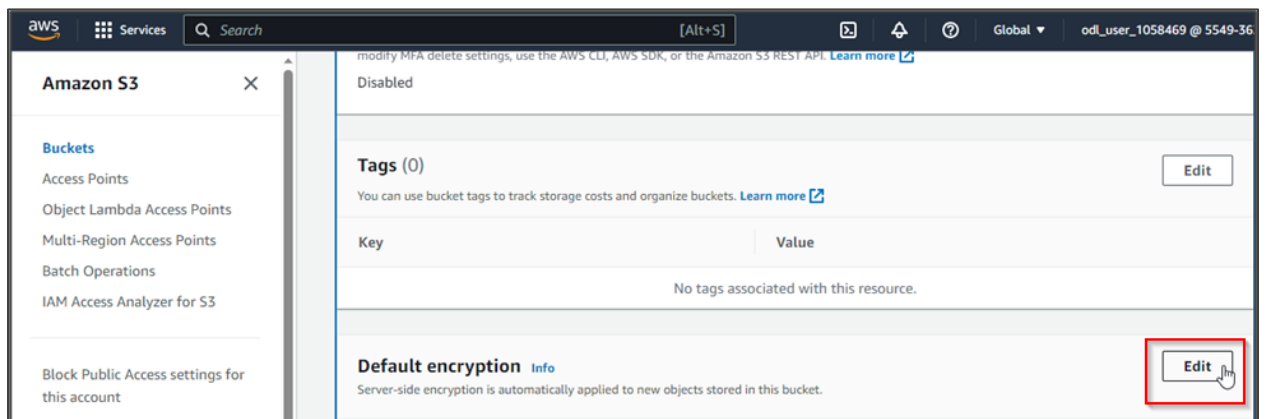 aws
Services
Search
[Alt+S]
Global ▼
odl_user_1058469 @ 5549-36
Amazon S3
Buckets
Access Points
Object Lambda Access Points
Multi-Region Access Points
Batch Operations
IAM Access Analyzer for S3
Block Public Access settings for
this account
modify MFA delete settings, use the AWS CLI, AWS SDK, or the Amazon S3 REST API. Learn more
Disabled
Tags (0)
Edit
You can use bucket tags to track storage costs and organize buckets. Learn more
Key
Value
No tags associated with this resource.
Default encryption Info
Edit
Server-side encryption is automatically applied to new objects stored in this bucket.